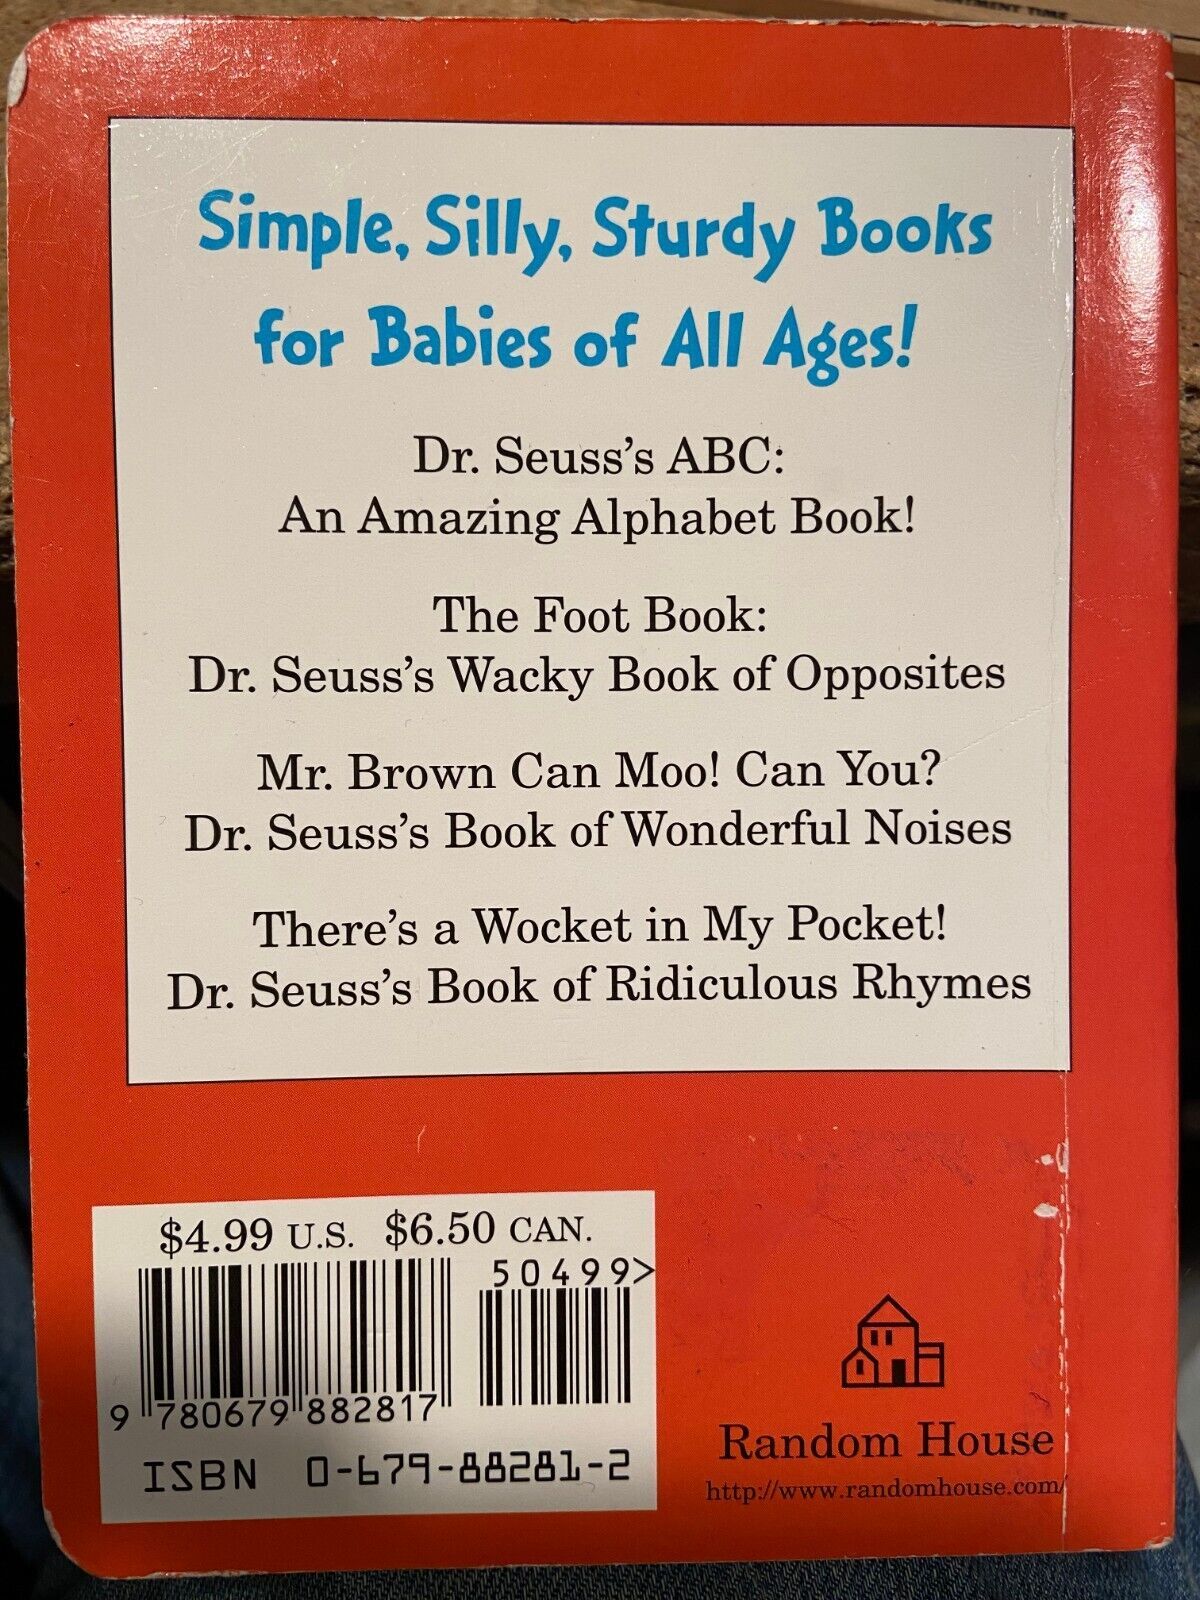 Simple, Silly, Sturdy Books
for Babies of All Ages!
Dr. Seuss's ABC:
An Amazing Alphabet Book!
The Foot Book:
Dr. Seuss's Wacky Book of Opposites
Mr. Brown Can Moo! Can You?
Dr. Seuss's Book of Wonderful Noises
There's a Wocket in My Pocket!
Dr. Seuss's Book of Ridiculous Rhymes
$4.99 U.S. $6.50 CAN.
50499>
9 780679 882817
ISBN 0-679-88281-2
Random House
http://www.randomhouse.com/